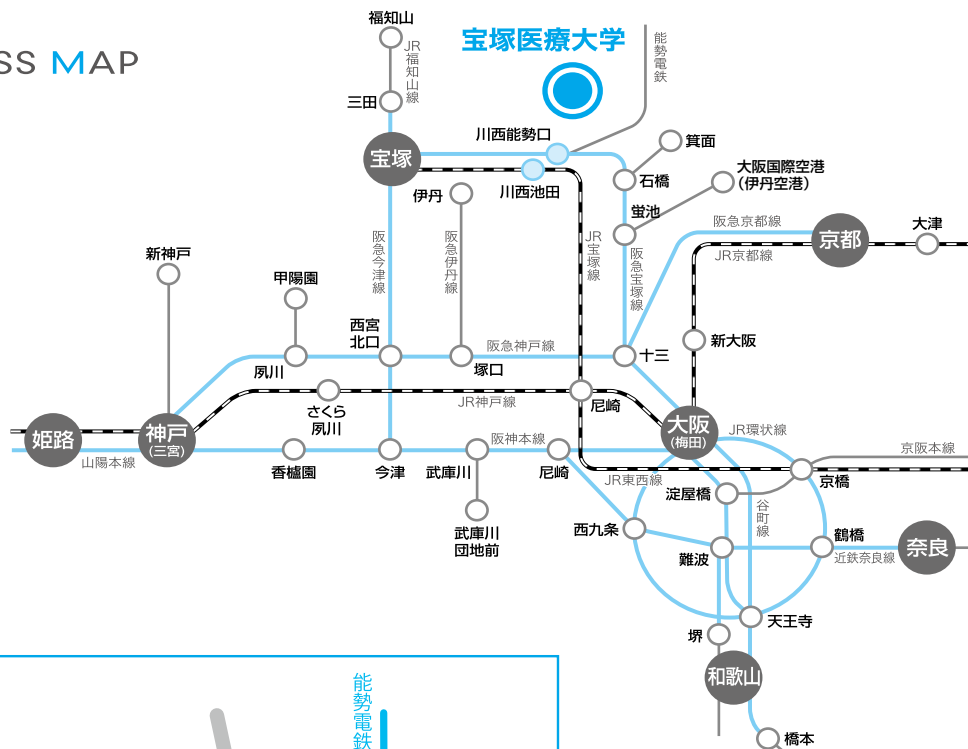 SS MAP
福知山
JR福知山線
三田
宝塚医療大学
能勢電鉄
川西能勢口
箕面
宝塚
石橋
大阪国際空港
(伊丹空港)
川西池田
伊丹
蛍池
阪急京都線
京都
大津
JR京都線
新神戸
阪急今津線
阪急伊丹線
JR宝塚線
阪急宝塚線
甲陽園
西宮
北口
新大阪
阪急神戸線
十三
夙川
塚口
JR神戸線
尼崎
さくら
夙川
姫路
神戸
(三宮)
大阪
(梅田)
JR環状線
山陽本線
阪神本線
京阪本線
香櫨園
今津
武庫川
尼崎
JR東西線
京橋
淀屋橋
谷町線
武庫川
団地前
西九条
鶴橋
難波
奈良
近鉄奈良線
天王寺
堺
和歌山
橋本
能勢電鉄